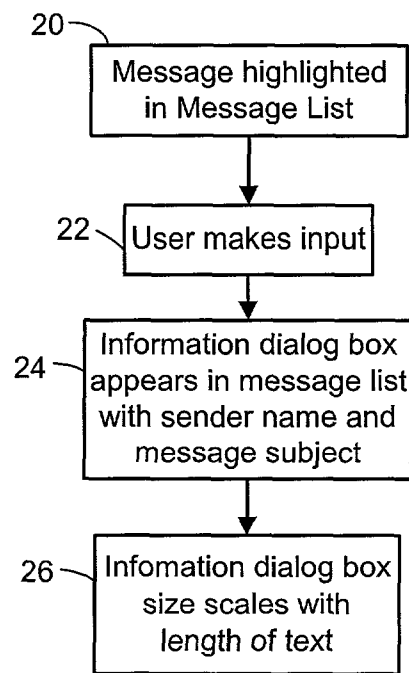 20
Message highlighted
in Message List
22
User makes input
24
Information dialog box
appears in message list
with sender name and
message subject
26
Infomation dialog box
size scales with
length of text